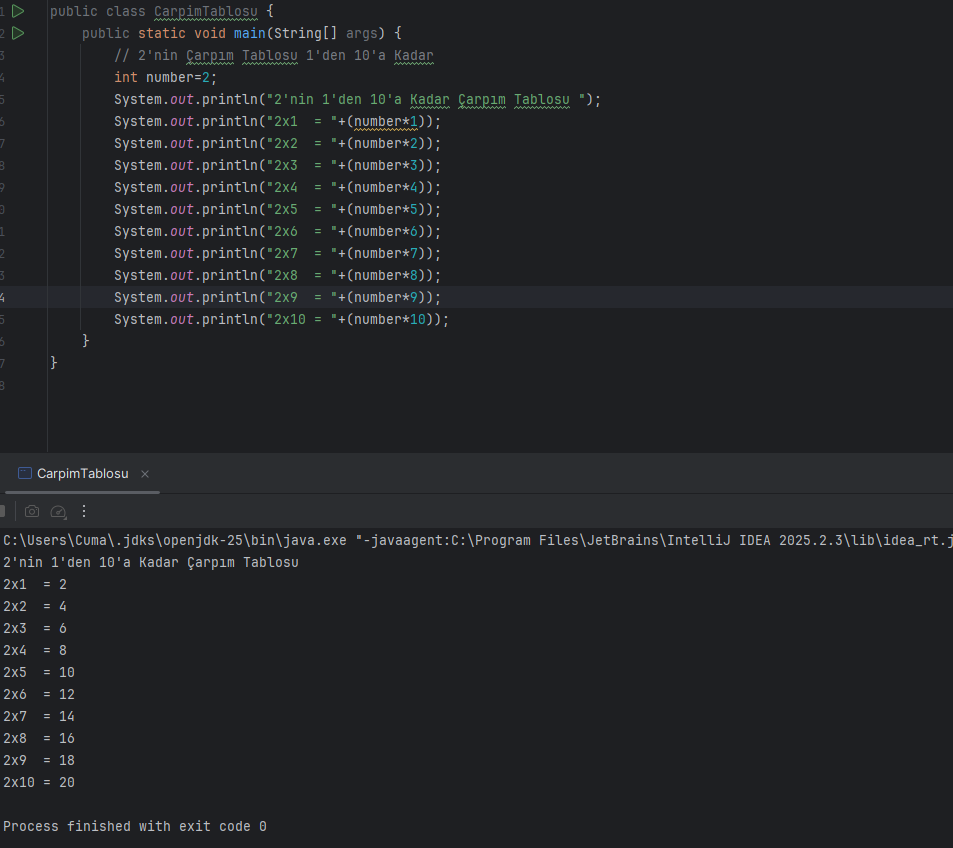 1 public class CarpimTablosu {
2 public static void main(String[] args) {
3 // 2'nin Çarpım Tablosu 1'den 10'a Kadar
4 int number=2;
5 System.out.println("2'nin 1'den 10'a Kadar Çarpım Tablosu ");
6 System.out.println("2x1  = "+(number*1));
7 System.out.println("2x2  = "+(number*2));
8 System.out.println("2x3  = "+(number*3));
9 System.out.println("2x4  = "+(number*4));
0 System.out.println("2x5  = "+(number*5));
1 System.out.println("2x6  = "+(number*6));
2 System.out.println("2x7  = "+(number*7));
3 System.out.println("2x8  = "+(number*8));
4 System.out.println("2x9  = "+(number*9));
5 System.out.println("2x10 = "+(number*10));
6 }
7 }
8
CarpimTablosu
C:\Users\Cuma\.jdks\openjdk-25\bin\java.exe "-javaagent:C:\Program Files\JetBrains\IntelliJ IDEA 2025.2.3\lib\idea_rt.j
2'nin 1'den 10'a Kadar Çarpım Tablosu
2x1  = 2
2x2  = 4
2x3  = 6
2x4  = 8
2x5  = 10
2x6  = 12
2x7  = 14
2x8  = 16
2x9  = 18
2x10 = 20
Process finished with exit code 0